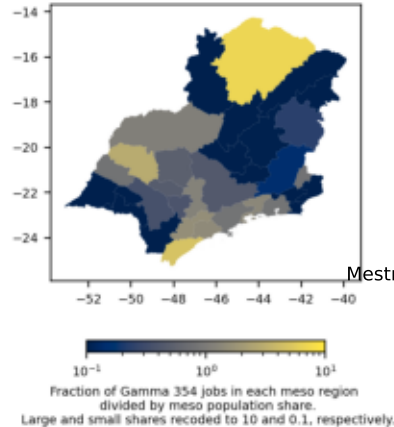 −14
−16
−18
−20
−22
−24
Mestr
−52 −50 −48 −46 −44 −42 −40
10⁻¹ 10⁰ 10¹
Fraction of Gamma 354 jobs in each meso region
divided by meso population share.
Large and small shares recoded to 10 and 0.1, respectively.